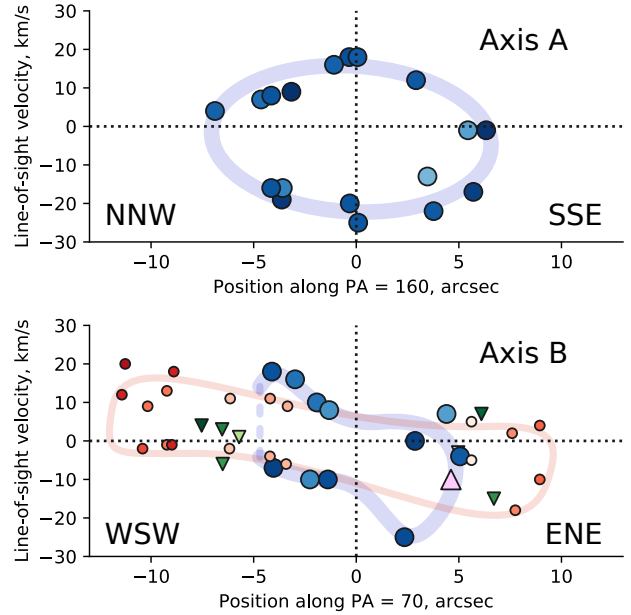 30
20
10
0
−10
−20
−30
Line-of-sight velocity, km/s
Axis A
NNW
SSE
−10
−5
0
5
10
Position along PA = 160, arcsec
30
20
10
0
−10
−20
−30
Line-of-sight velocity, km/s
Axis B
WSW
ENE
−10
−5
0
5
10
Position along PA = 70, arcsec